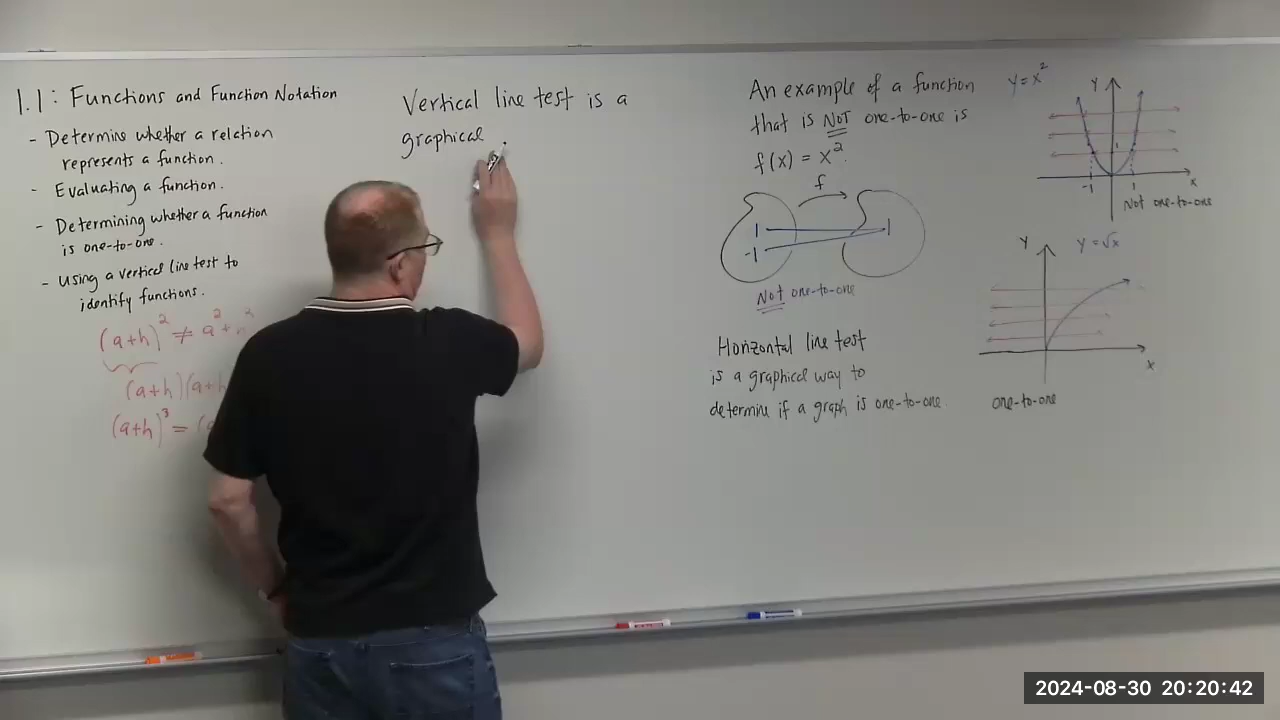 1.1: Functions and Function Notation
- Determine whether a relation
represents a function.
- Evaluating a function.
- Determining whether a function
is one-to-one.
- Using a vertical line test to
identify functions.
(a+h)² ≠ a² + h²
(a+h)(a+h
(a+h)³ = (a
Vertical line test is a
graphical
An example of a function
that is NOT one-to-one is
f(x) = x².
f
1
-1
1
Not one-to-one
Horizontal line test
is a graphical way to
determine if a graph is one-to-one.
y = x²
Y
1
-1 1
x
Not one-to-one
Y
y = √x
x
one-to-one
2024-08-30 20:20:42